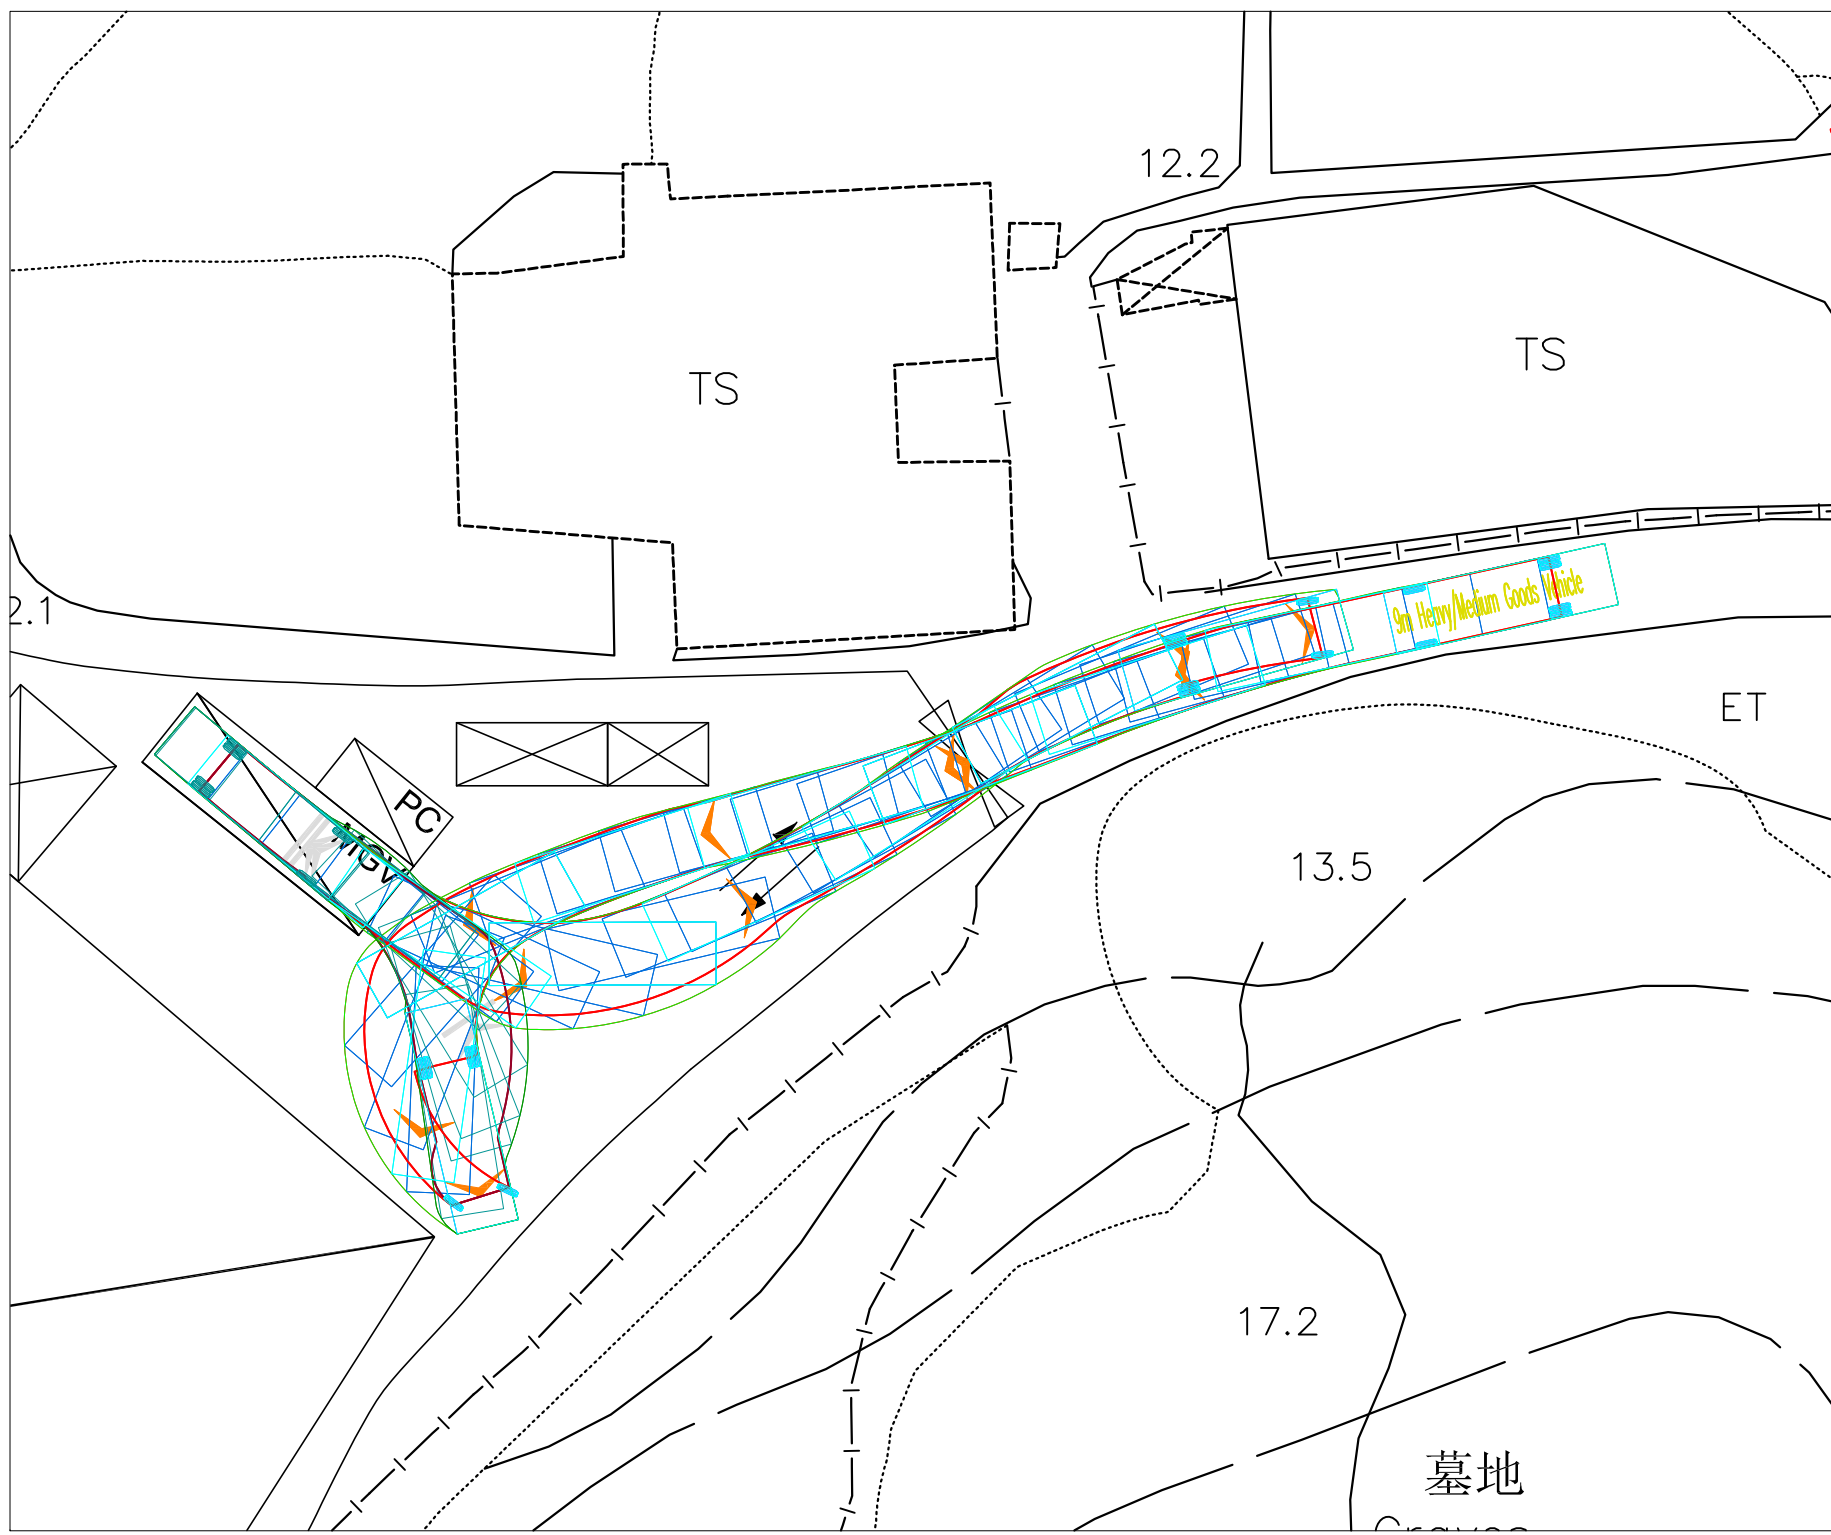 12.2
TS
TS
9m Heavy/Medium Goods Vehicle
2.1
ET
PC
MGV
13.5
17.2
墓地
Graves